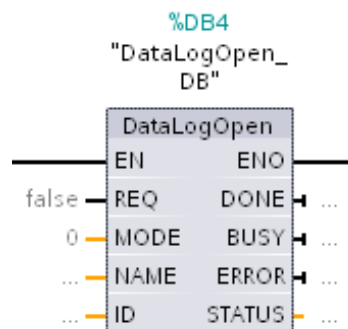 %DB4
"DataLogOpen_
DB"
DataLogOpen
EN ENO
false REQ DONE ...
0 MODE BUSY ...
... NAME ERROR ...
... ID STATUS ...